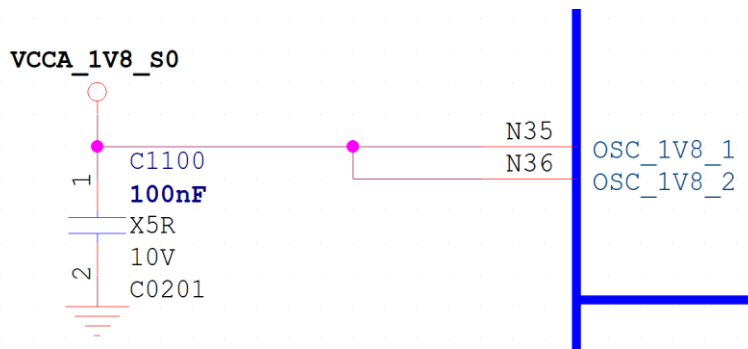 VCCA_1V8_S0
N35
OSC_1V8_1
N36
OSC_1V8_2
1
C1100
100nF
X5R
10V
2
C0201